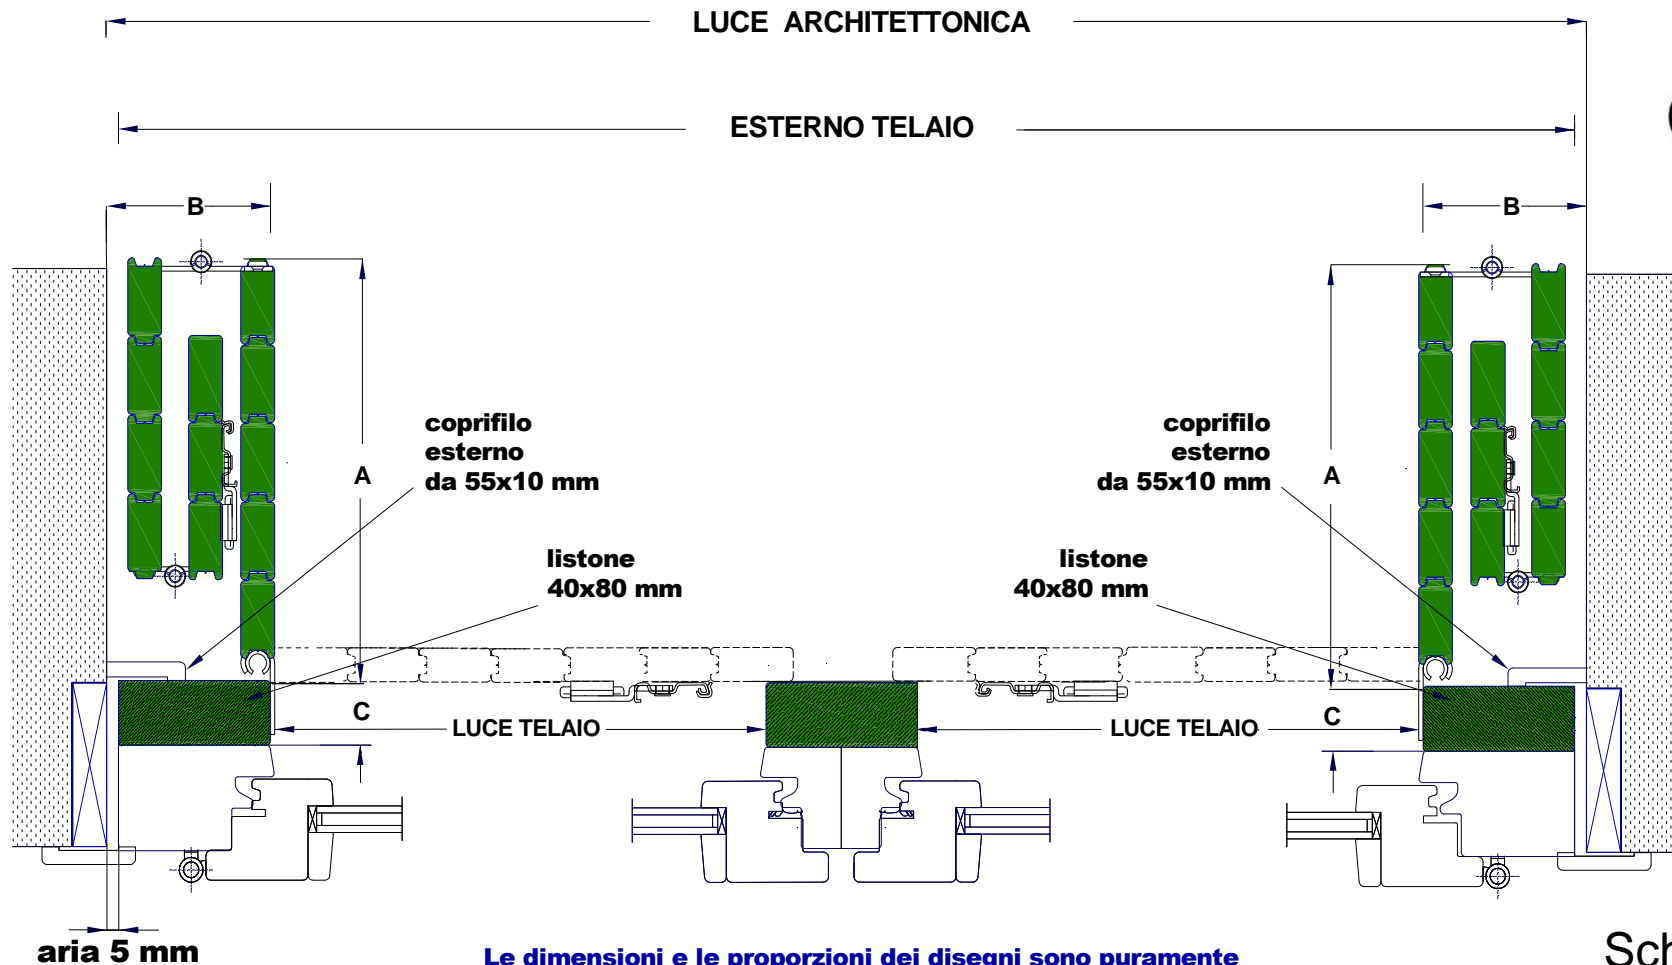 LUCE ARCHITETTONICA
ESTERNO TELAIO
B
B
coprifilo
esterno
da 55x10 mm
coprifilo
esterno
da 55x10 mm
A
A
listone
40x80 mm
listone
40x80 mm
C
LUCE TELAIO
LUCE TELAIO
C
aria 5 mm
Le dimensioni e le proporzioni dei disegni sono puramente
Sch